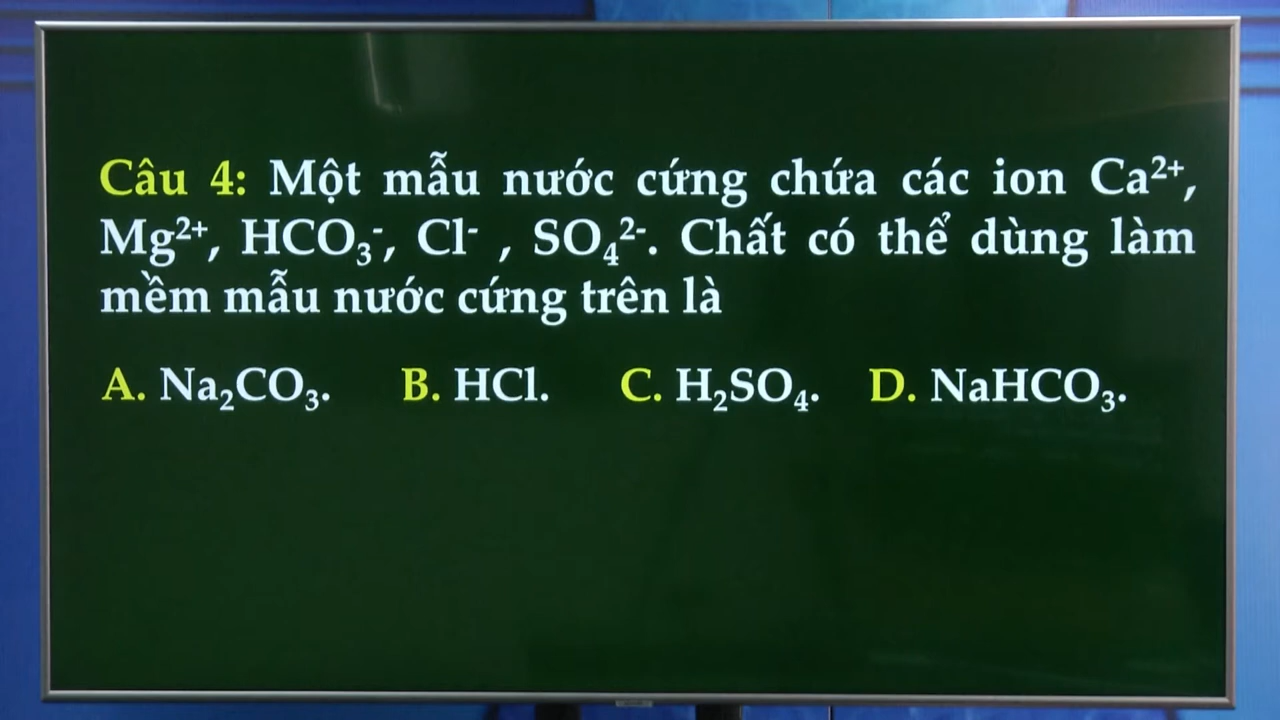 Câu 4: Một mẫu nước cứng chứa các ion Ca²⁺,
Mg²⁺, HCO₃⁻, Cl⁻ , SO₄²⁻. Chất có thể dùng làm
mềm mẫu nước cứng trên là
A. Na₂CO₃. B. HCl. C. H₂SO₄. D. NaHCO₃.